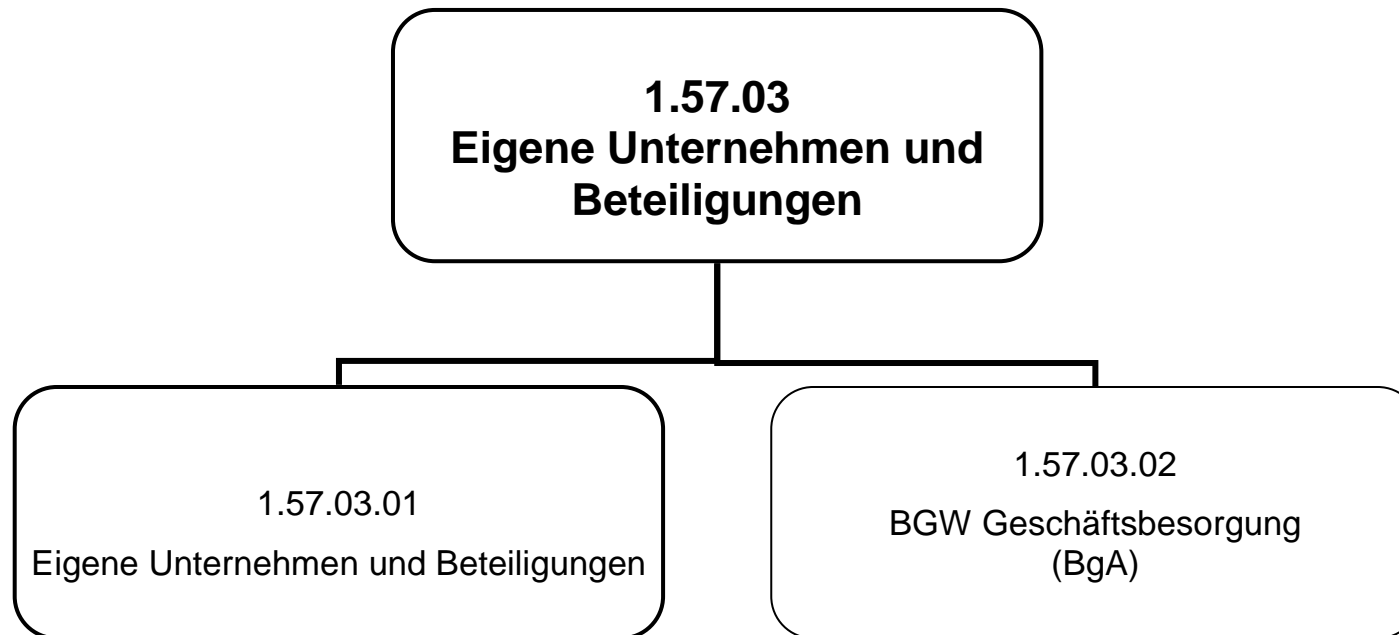 1.57.03
Eigene Unternehmen und
Beteiligungen
1.57.03.01
Eigene Unternehmen und Beteiligungen
1.57.03.02
BGW Geschäftsbesorgung
(BgA)